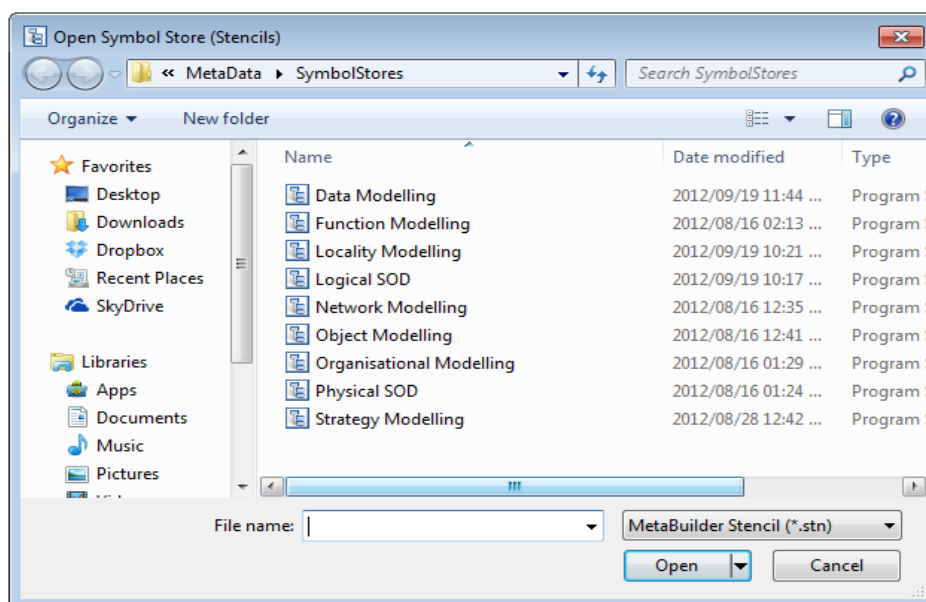 Open Symbol Store (Stencils)
« MetaData ▸ SymbolStores Search SymbolStores
Organize New folder
Name Date modified Type
Favorites
Desktop
Downloads
Dropbox
Recent Places
SkyDrive
Libraries
Apps
Documents
Music
Pictures
Data Modelling 2012/09/19 11:44 ... Program
Function Modelling 2012/08/16 02:13 ... Program
Locality Modelling 2012/09/19 10:21 ... Program
Logical SOD 2012/09/19 10:17 ... Program
Network Modelling 2012/08/16 12:35 ... Program
Object Modelling 2012/08/16 12:41 ... Program
Organisational Modelling 2012/08/16 01:29 ... Program
Physical SOD 2012/08/16 01:24 ... Program
Strategy Modelling 2012/08/28 12:42 ... Program
File name: MetaBuilder Stencil (*.stn)
Open Cancel